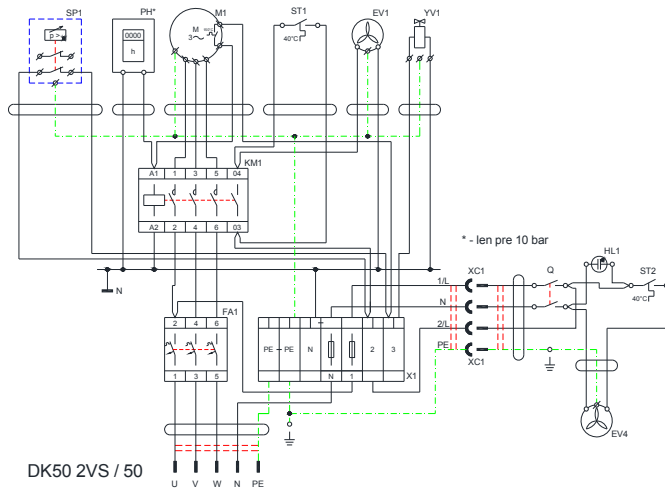 SP1 PH* M1 ST1 EV1 YV1
p >
0000
h
M
3
40°C
KM1
A1 1 3 5 04
A2 2 4 6 03
* - len pre 10 bar
HL1
1/L XC1 Q ST2
N
40°C
N
2/L
PE
XC1
FA1
2 4 6
PE PE N 2 3
N 1 X1
1 3 5
EV4
DK50 2VS / 50
U V W N PE